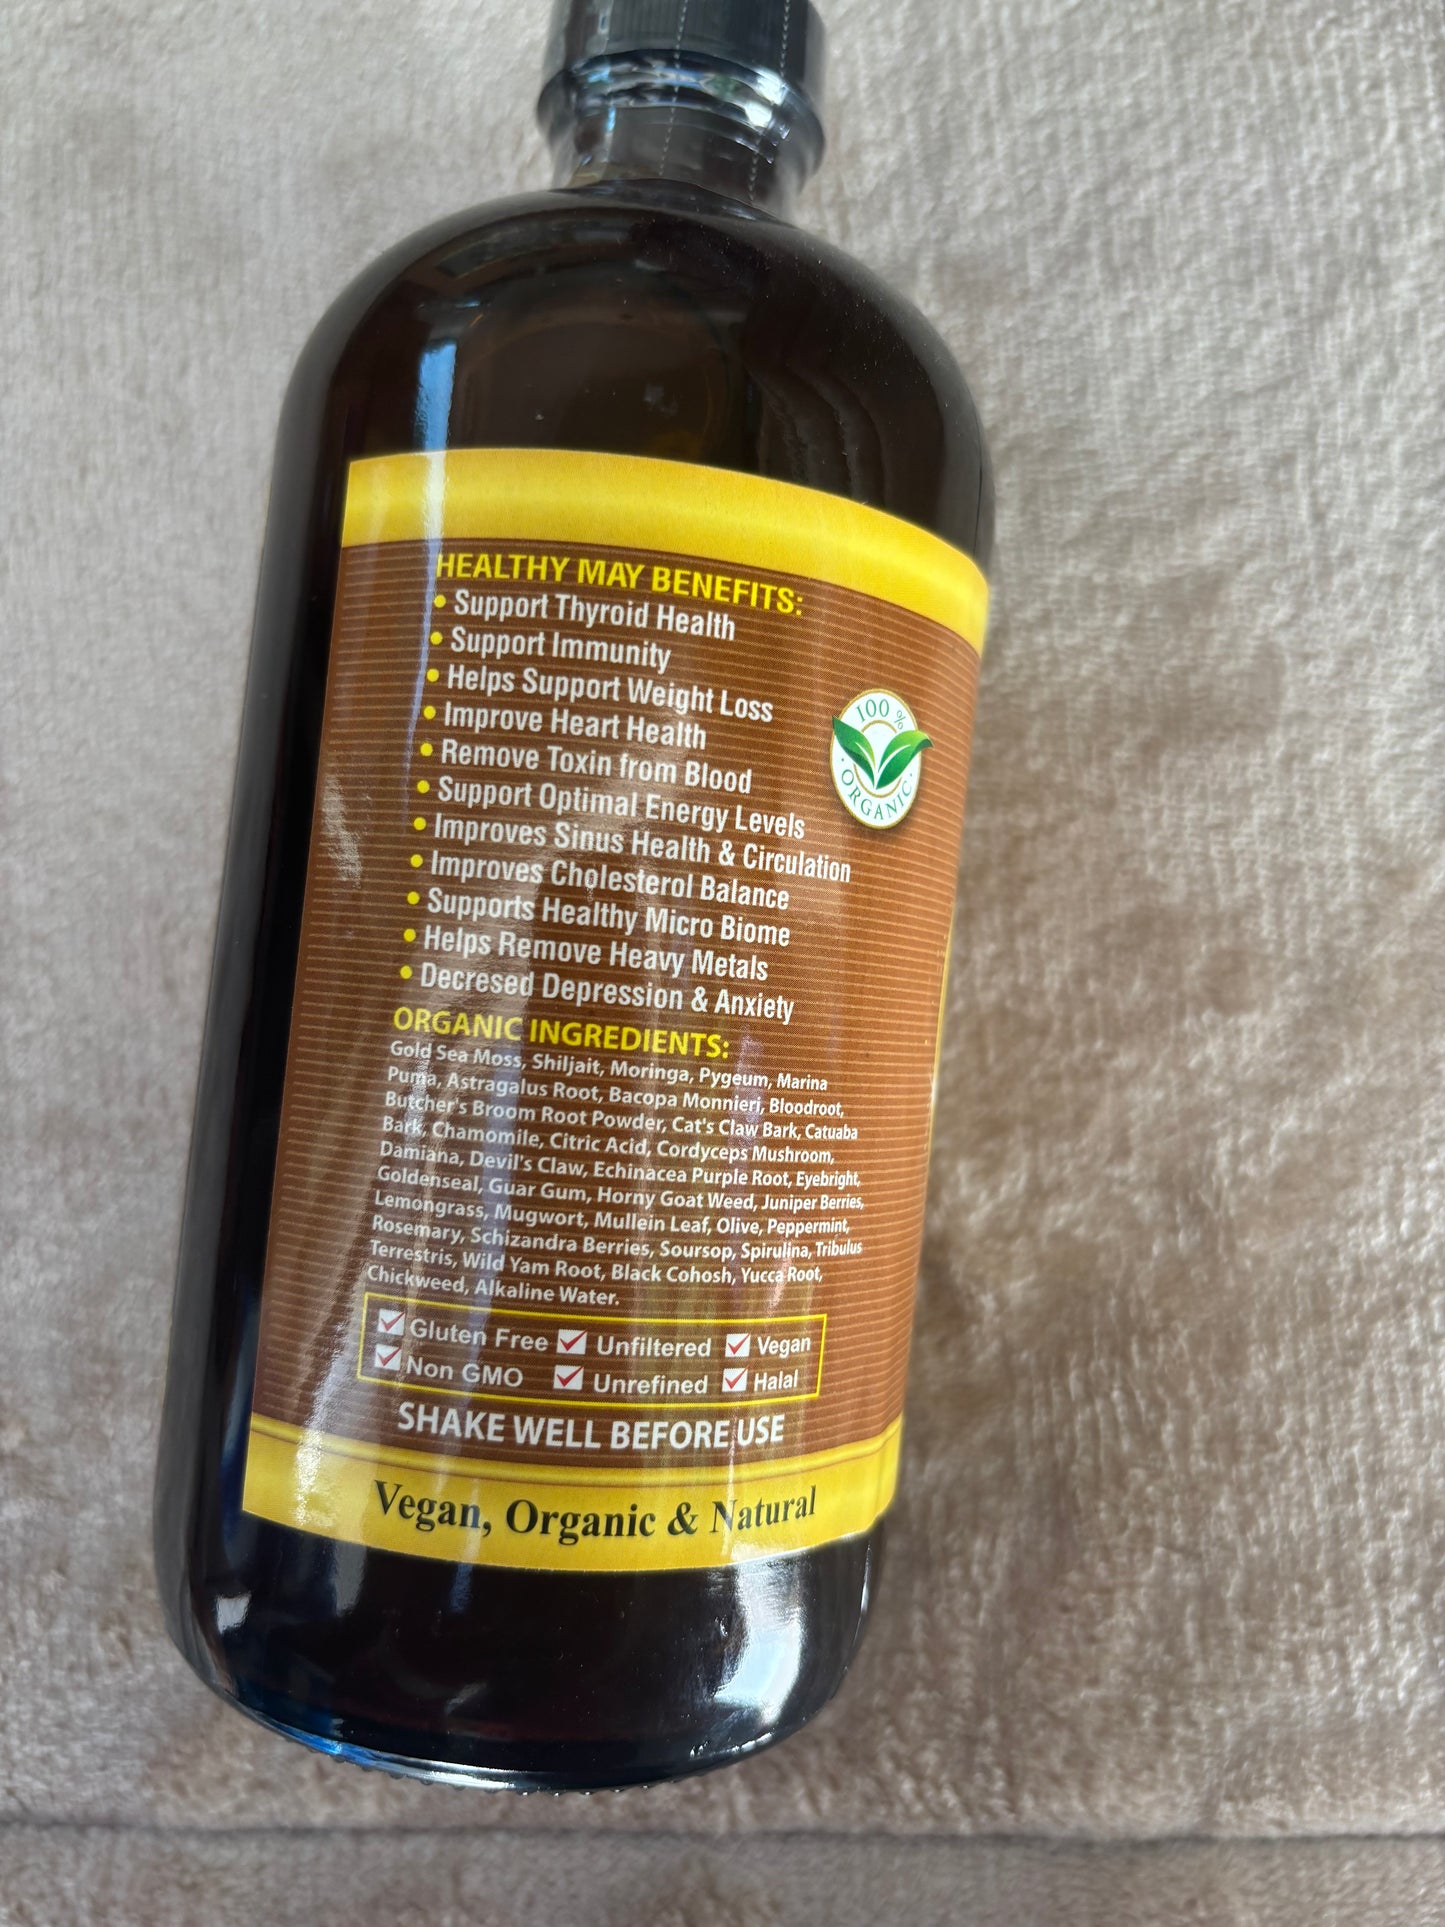 HEALTHY MAY BENEFITS:
• Support Thyroid Health
• Support Immunity
• Helps Support Weight Loss
• Improve Heart Health
• Remove Toxin from Blood
• Support Optimal Energy Levels
• Improves Sinus Health & Circulation
• Improves Cholesterol Balance
• Supports Healthy Micro Biome
• Helps Remove Heavy Metals
• Decresed Depression & Anxiety
100 %
ORGANIC
ORGANIC INGREDIENTS:
Gold Sea Moss, Shiljait, Moringa, Pygeum, Marina
Puma, Astragalus Root, Bacopa Monnieri, Bloodroot,
Butcher's Broom Root Powder, Cat's Claw Bark, Catuaba
Bark, Chamomile, Citric Acid, Cordyceps Mushroom,
Damiana, Devil's Claw, Echinacea Purple Root, Eyebright,
Goldenseal, Guar Gum, Horny Goat Weed, Juniper Berries,
Lemongrass, Mugwort, Mullein Leaf, Olive, Peppermint,
Rosemary, Schizandra Berries, Soursop, Spirulina, Tribulus
Terrestris, Wild Yam Root, Black Cohosh, Yucca Root,
Chickweed, Alkaline Water.
Gluten Free Unfiltered Vegan
Non GMO Unrefined Halal
SHAKE WELL BEFORE USE
Vegan, Organic & Natural